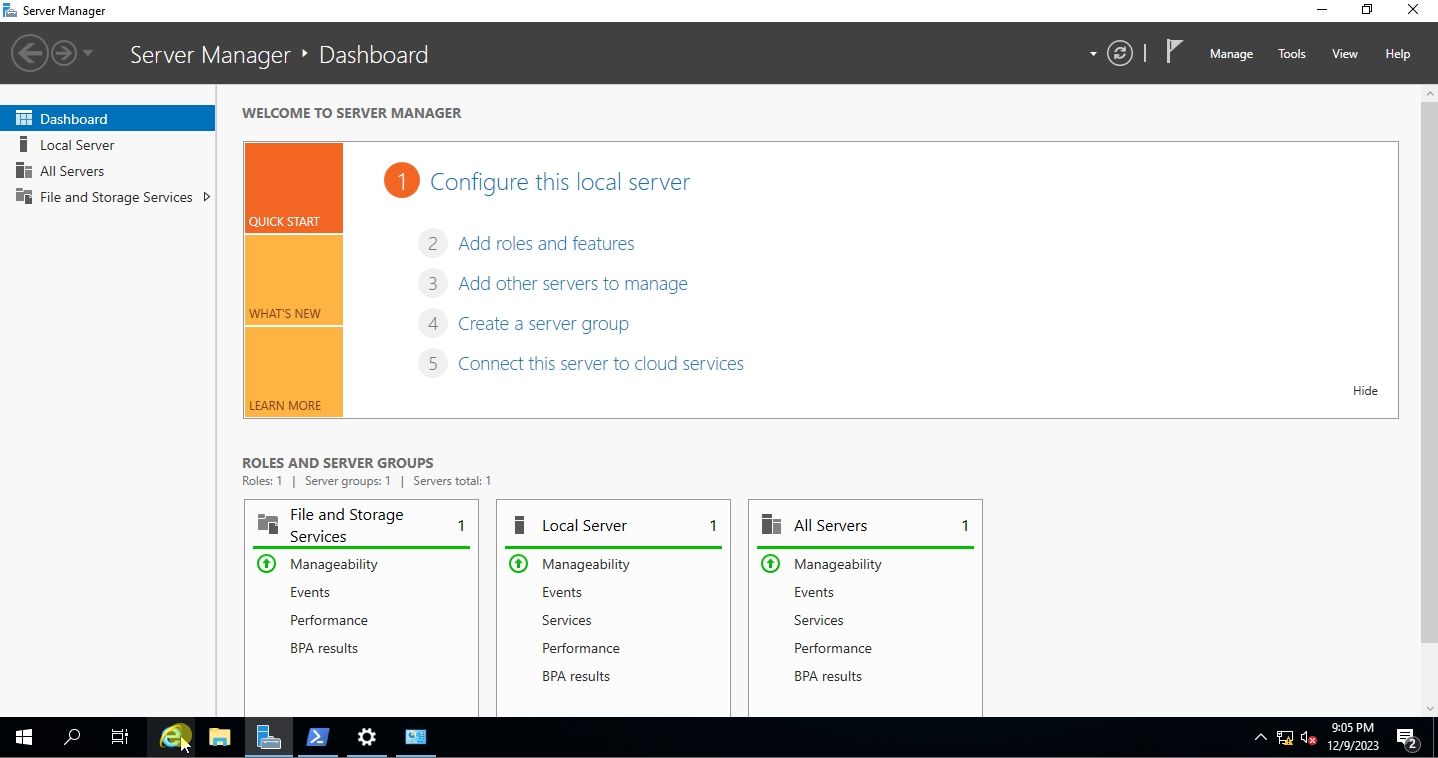 Server Manager
Server Manager ‣ Dashboard
Manage Tools View Help
Dashboard
Local Server
All Servers
File and Storage Services
WELCOME TO SERVER MANAGER
QUICK START
WHAT'S NEW
LEARN MORE
1 Configure this local server
2 Add roles and features
3 Add other servers to manage
4 Create a server group
5 Connect this server to cloud services
Hide
ROLES AND SERVER GROUPS
Roles: 1 | Server groups: 1 | Servers total: 1
File and Storage
Services 1
Manageability
Events
Performance
BPA results
Local Server 1
Manageability
Events
Services
Performance
BPA results
All Servers 1
Manageability
Events
Services
Performance
BPA results
9:05 PM
12/9/2023
2